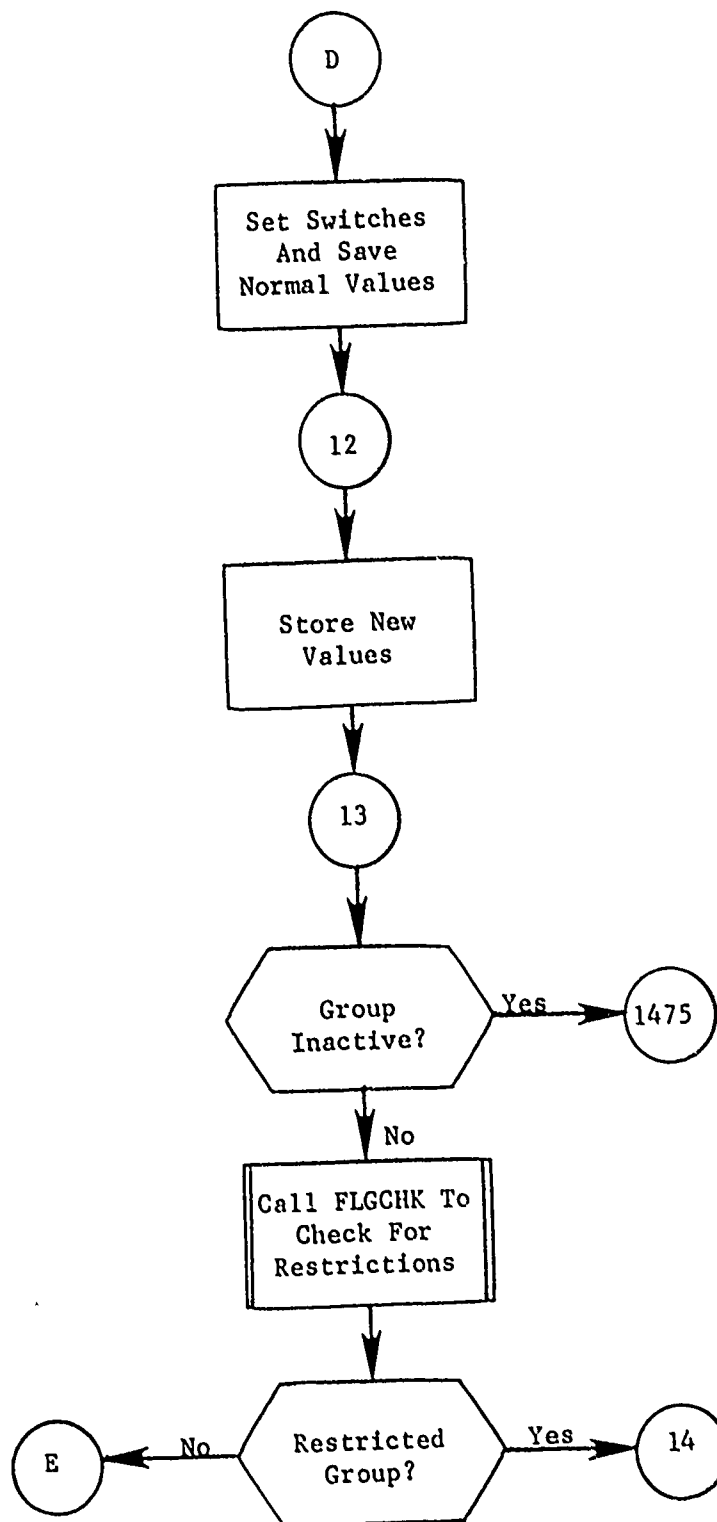 D
Set Switches
And Save
Normal Values
12
Store New
Values
13
Group
Inactive?
Yes
1475
No
Call FLGCHK To
Check For
Restrictions
Restricted
Group?
No
E
Yes
14